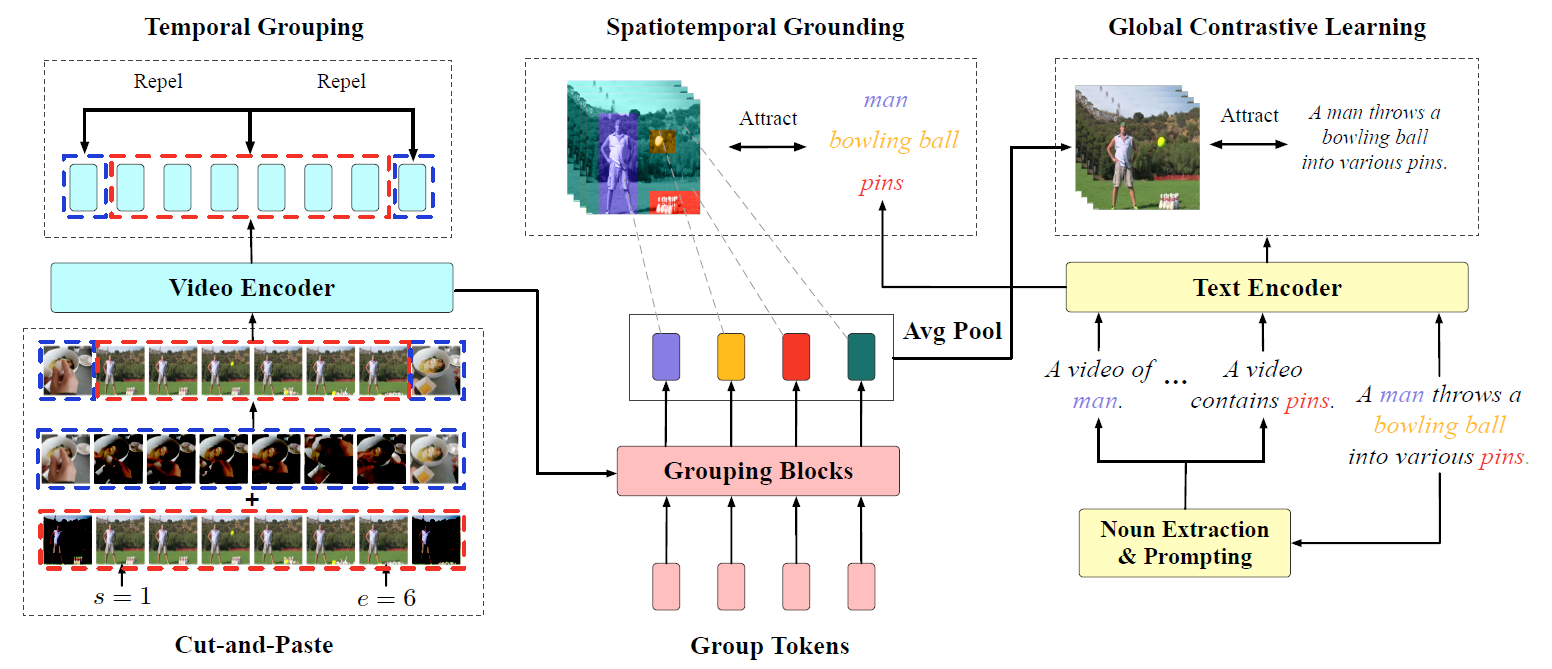 Temporal Grouping
Repel
Repel
Video Encoder
+
s = 1
e = 6
Cut-and-Paste
Spatiotemporal Grounding
Attract
man
bowling ball
pins
Avg Pool
Grouping Blocks
Group Tokens
Global Contrastive Learning
Attract
A man throws a
bowling ball
into various pins.
Text Encoder
A video of
man.
...
A video
contains pins.
A man throws a
bowling ball
into various pins.
Noun Extraction
& Prompting